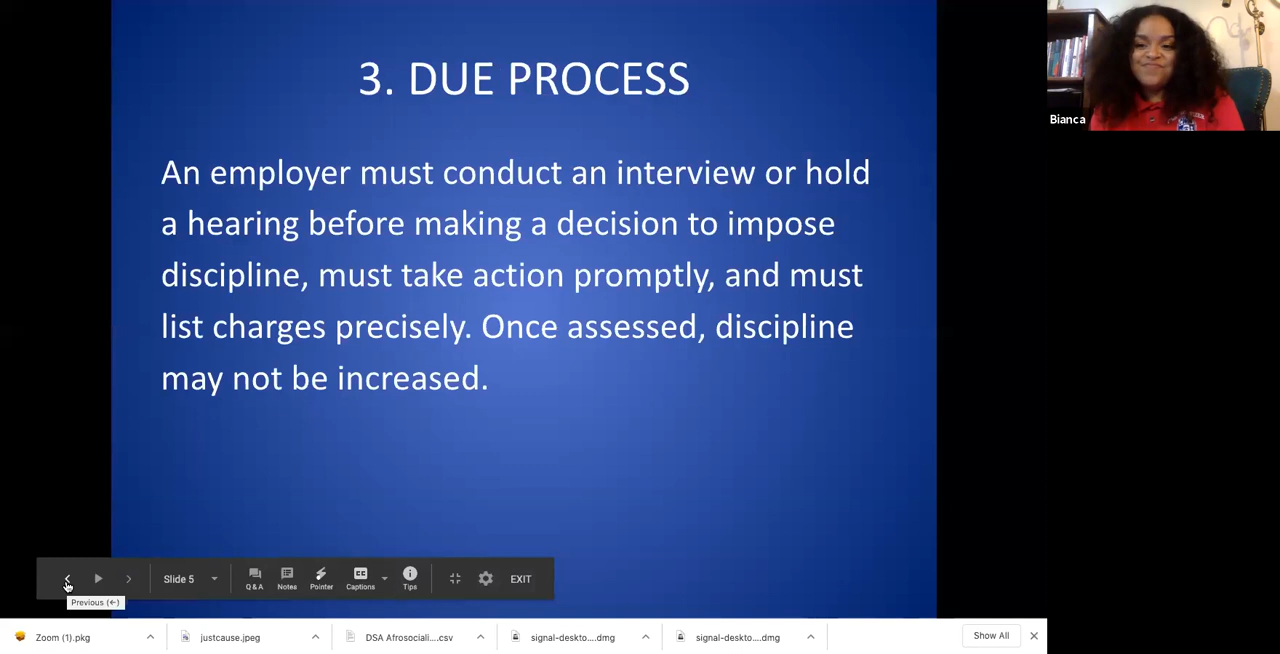 3. DUE PROCESS
An employer must conduct an interview or hold
a hearing before making a decision to impose
discipline, must take action promptly, and must
list charges precisely. Once assessed, discipline
may not be increased.
Bianca
Slide 5
Q & A
Notes
Pointer
CC
Captions
Tips
EXIT
Previous (←)
Zoom (1).pkg
justcause.jpeg
DSA Afrosociali....csv
signal-deskto....dmg
signal-deskto....dmg
Show All